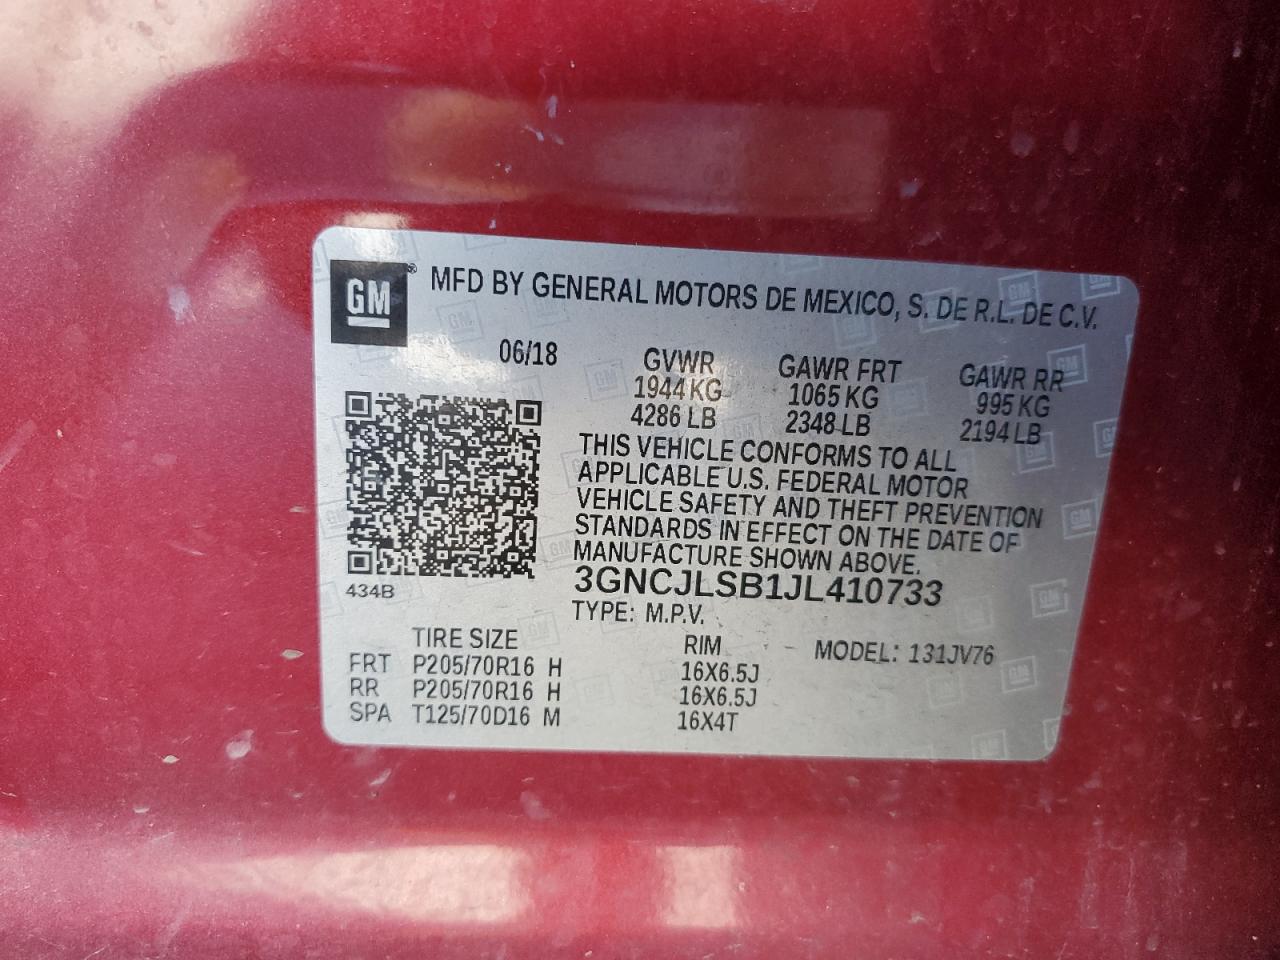 GM ®
MFD BY GENERAL MOTORS DE MEXICO, S. DE R.L. DE C.V.
06/18
GVWR GAWR FRT GAWR RR
1944 KG 1065 KG 995 KG
4286 LB 2348 LB 2194 LB
THIS VEHICLE CONFORMS TO ALL
APPLICABLE U.S. FEDERAL MOTOR
VEHICLE SAFETY AND THEFT PREVENTION
STANDARDS IN EFFECT ON THE DATE OF
MANUFACTURE SHOWN ABOVE.
434B
3GNCJLSB1JL410733
TYPE: M.P.V.
TIRE SIZE RIM MODEL: 131JV76
FRT P205/70R16 H 16X6.5J
RR P205/70R16 H 16X6.5J
SPA T125/70D16 M 16X4T